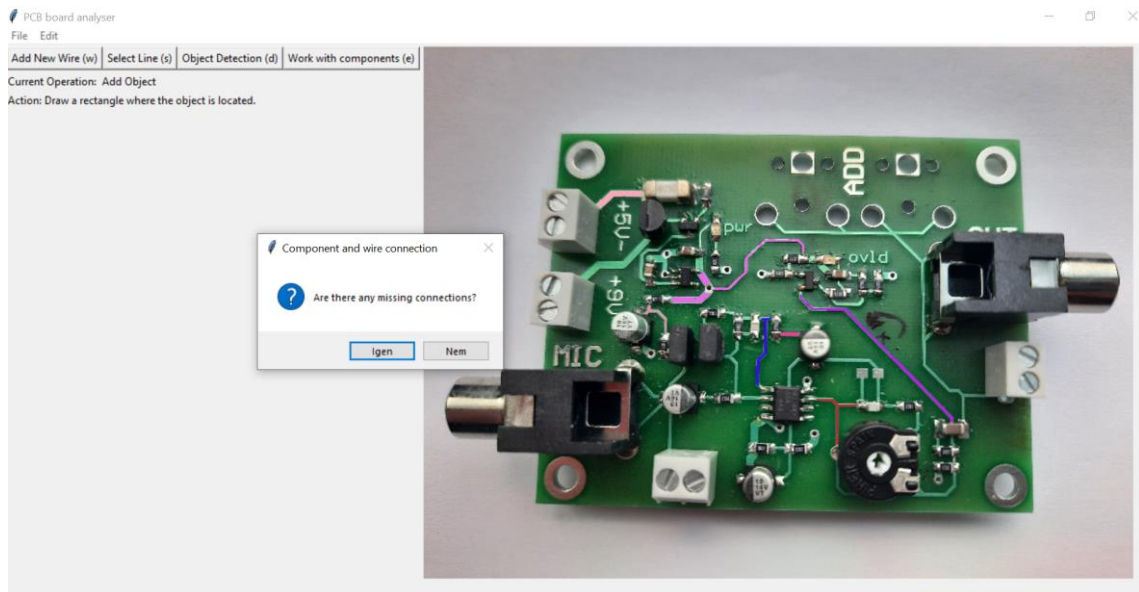 PCB board analyser
File Edit
Add New Wire (w) Select Line (s) Object Detection (d) Work with components (e)
Current Operation: Add Object
Action: Draw a rectangle where the object is located.
Component and wire connection
Are there any missing connections?
Igen Nem
ADD
+5V-
pwr
OUT
ovld
+9V
MIC